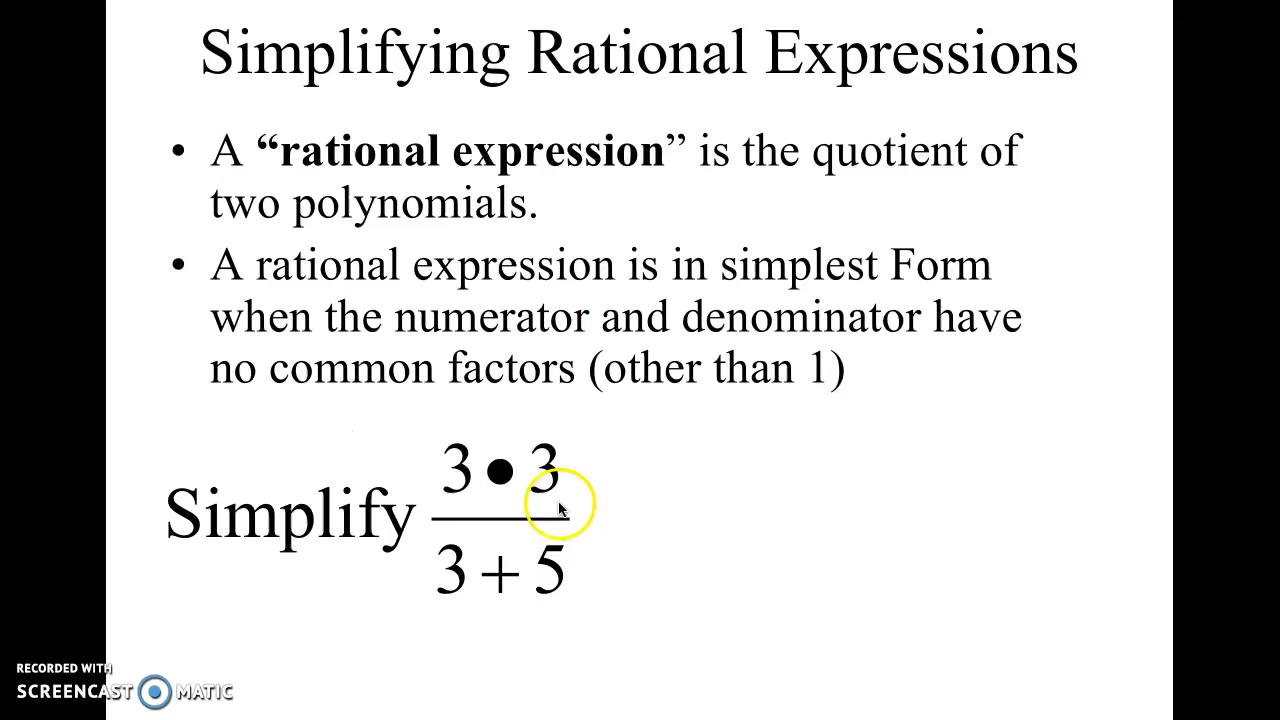 Simplifying Rational Expressions
• A “rational expression” is the quotient of
two polynomials.
• A rational expression is in simplest Form
when the numerator and denominator have
no common factors (other than 1)
3 • 3
Simplify
3 + 5
RECORDED WITH
SCREENCAST MATIC